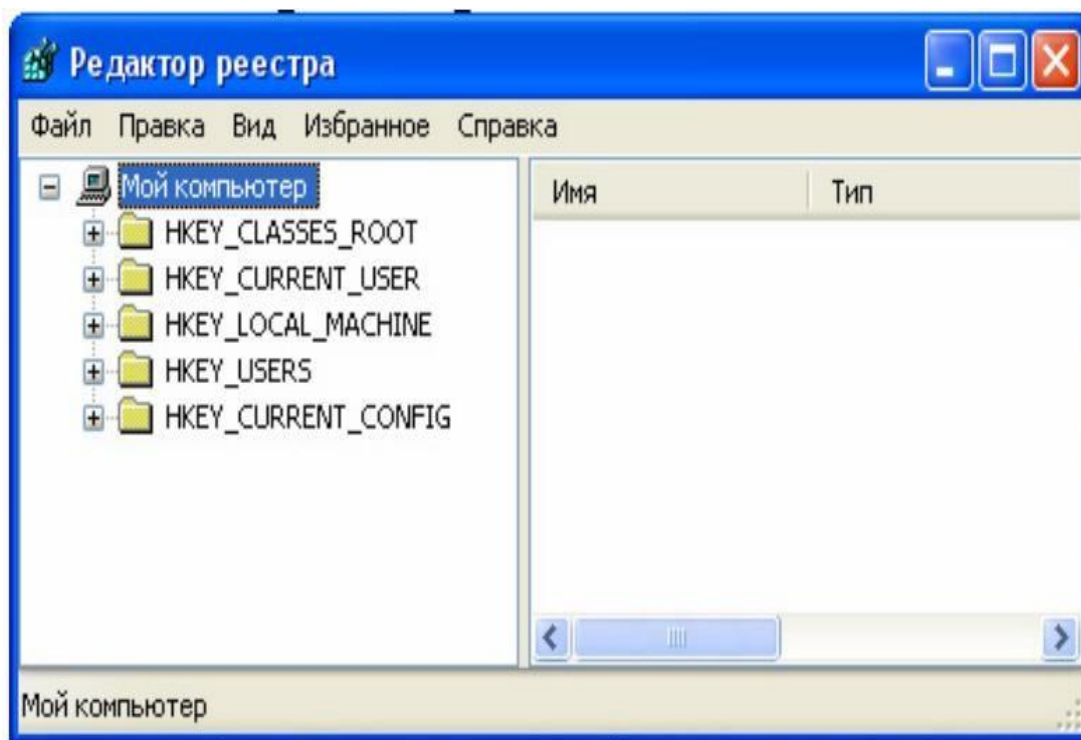 Редактор реестра
Файл Правка Вид Избранное Справка
Мой компьютер
HKEY_CLASSES_ROOT
HKEY_CURRENT_USER
HKEY_LOCAL_MACHINE
HKEY_USERS
HKEY_CURRENT_CONFIG
Имя Тип
Мой компьютер